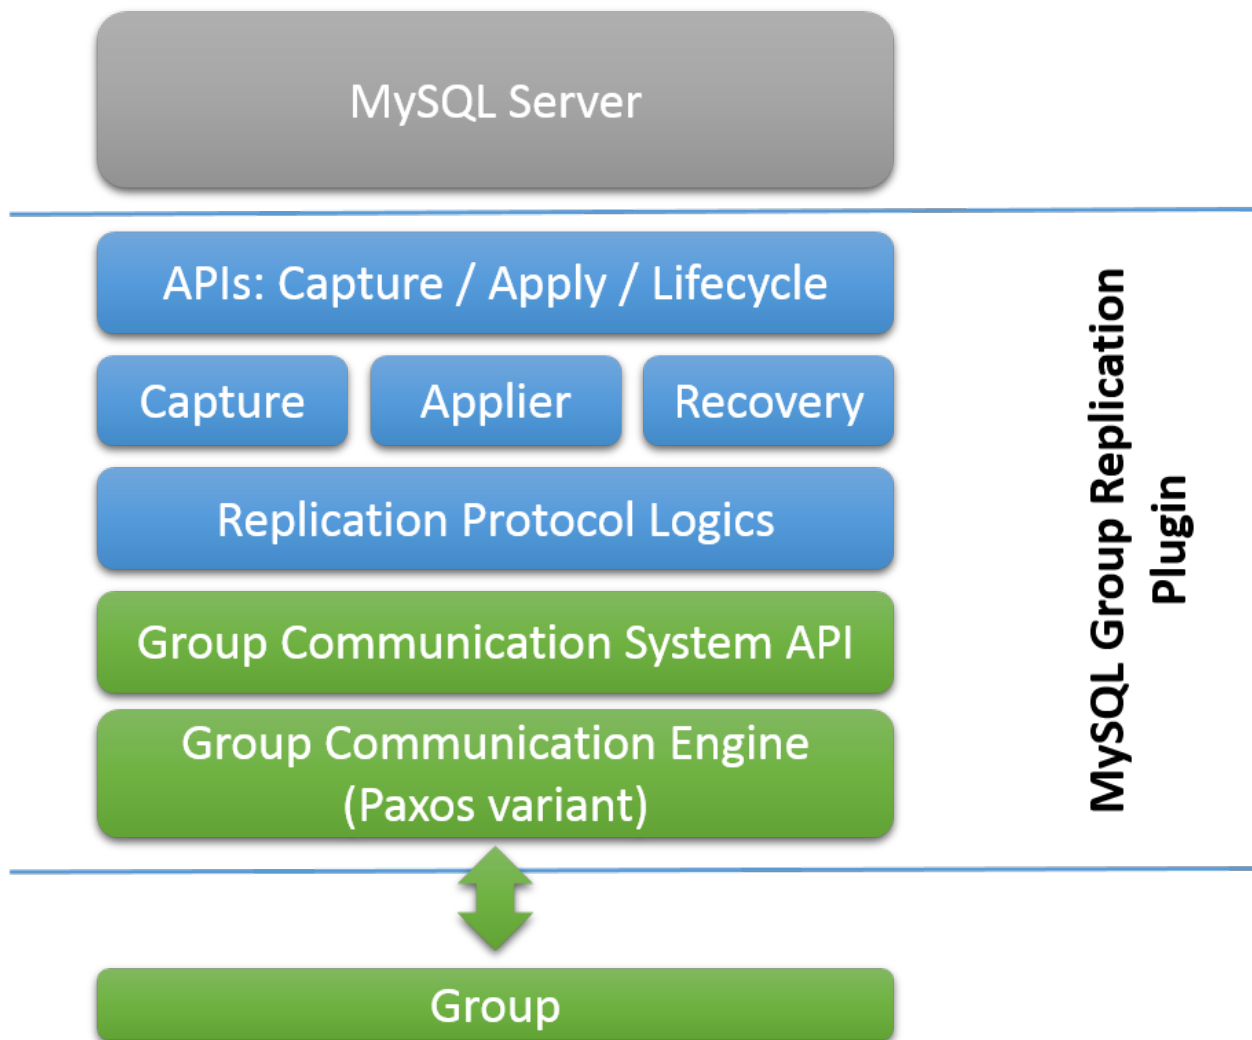 MySQL Server
APIs: Capture / Apply / Lifecycle
Capture
Applier
Recovery
Replication Protocol Logics
Group Communication System API
Group Communication Engine
(Paxos variant)
Group
MySQL Group Replication
Plugin